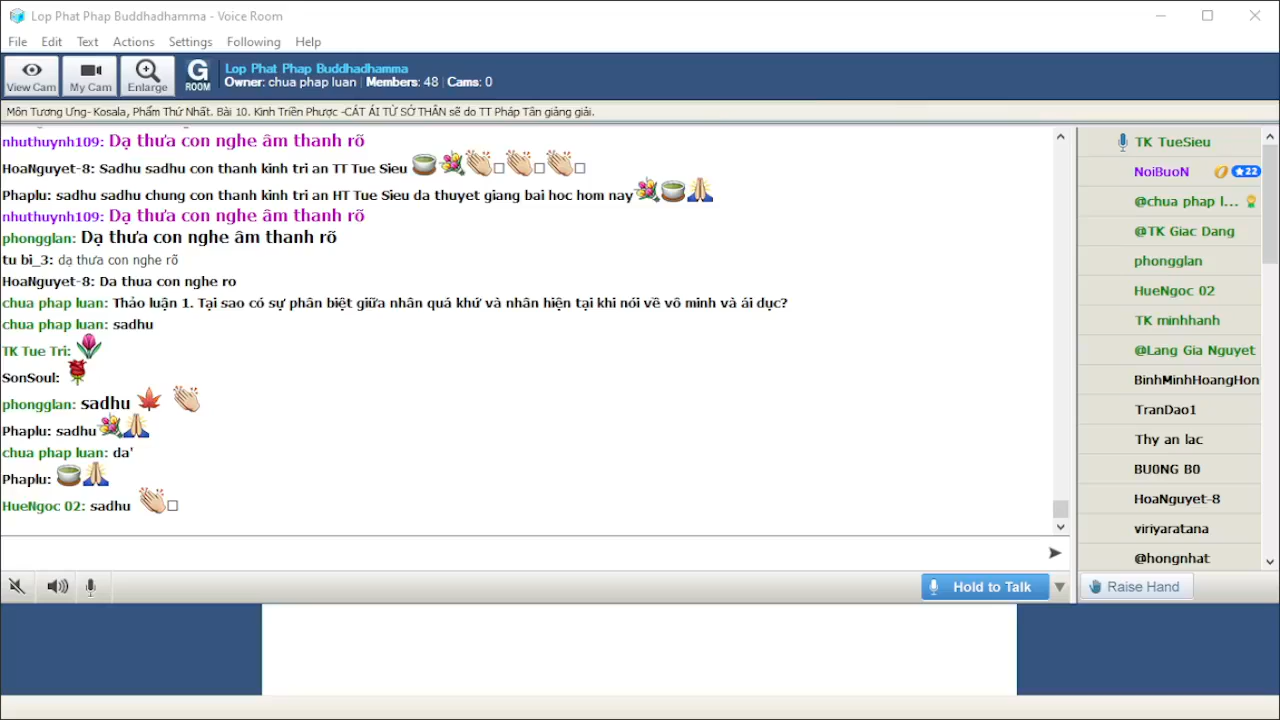 Lop Phat Phap Buddhadhamma - Voice Room
File Edit Text Actions Settings Following Help
View Cam My Cam Enlarge G ROOM
Lop Phat Phap Buddhadhamma
Owner: chua phap luan | Members: 48 | Cams: 0
Môn Tương Ưng- Kosala, Phẩm Thứ Nhất. Bài 10. Kinh Triền Phược -CÁT ÁI TỪ SỞ THÂN sẽ do TT Pháp Tân giảng giải.
nhuthuynh109: Dạ thưa con nghe âm thanh rõ
HoaNguyet-8: Sadhu sadhu con thanh kinh tri an TT Tue Sieu
Phaplu: sadhu sadhu chung con thanh kinh tri an HT Tue Sieu da thuyet giang bai hoc hom nay
nhuthuynh109: Dạ thưa con nghe âm thanh rõ
phongglan: Dạ thưa con nghe âm thanh rõ
tu bi_3: dạ thưa con nghe rõ
HoaNguyet-8: Da thua con nghe ro
chua phap luan: Thảo luận 1. Tại sao có sự phân biệt giữa nhân quá khứ và nhân hiện tại khi nói về vô minh và ái dục?
chua phap luan: sadhu
TK Tue Tri:
SonSoul:
phongglan: sadhu
Phaplu: sadhu
chua phap luan: da'
Phaplu:
HueNgoc 02: sadhu
Hold to Talk
TK TueSieu
NoiBuoN ★22
@chua phap l...
@TK Giac Dang
phongglan
HueNgoc 02
TK minhhanh
@Lang Gia Nguyet
BinhMinhHoangHon
TranDao1
Thy an lac
BU0NG B0
HoaNguyet-8
viriyaratana
@hongnhat
Raise Hand